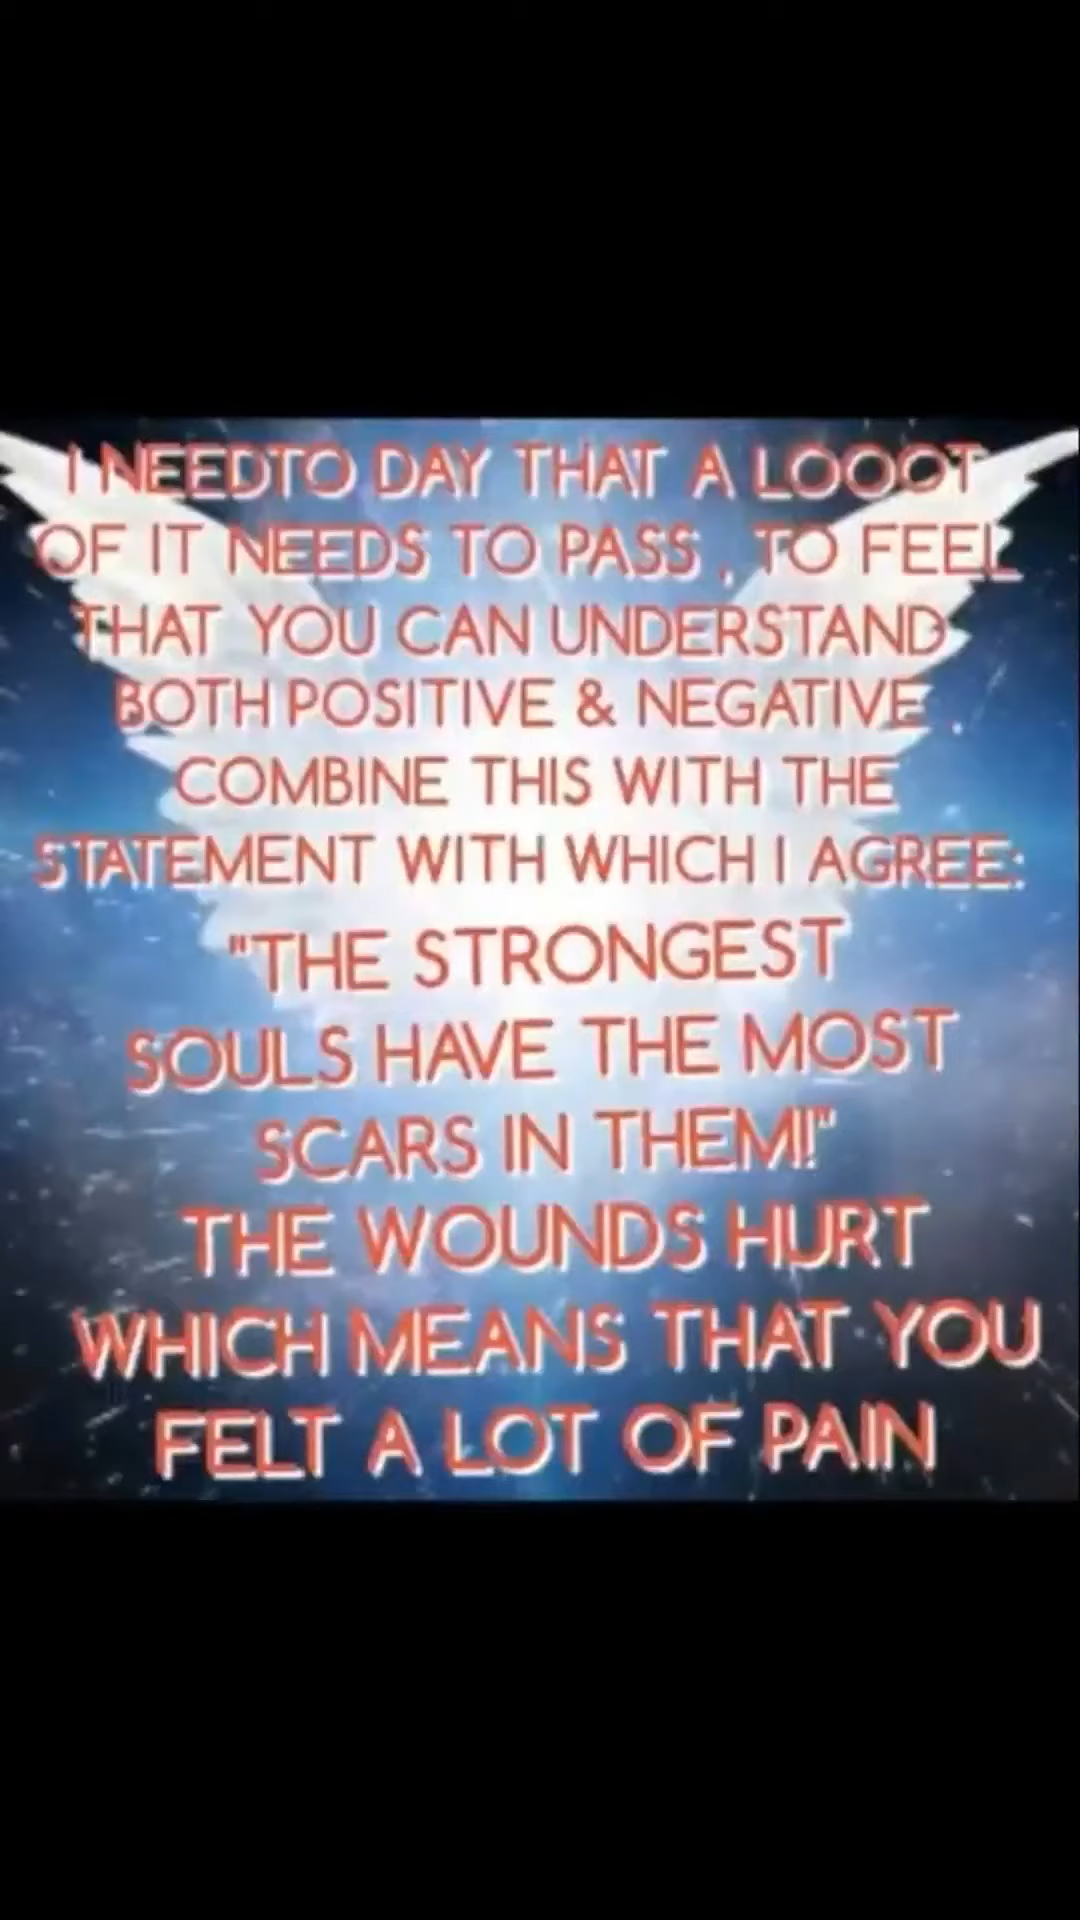 I NEEDTO DAY THAT A LOOOT
OF IT NEEDS TO PASS , TO FEEL
THAT YOU CAN UNDERSTAND
BOTH POSITIVE & NEGATIVE .
COMBINE THIS WITH THE
STATEMENT WITH WHICH I AGREE:
"THE STRONGEST
SOULS HAVE THE MOST
SCARS IN THEM!"
THE WOUNDS HURT
WHICH MEANS THAT YOU
FELT A LOT OF PAIN